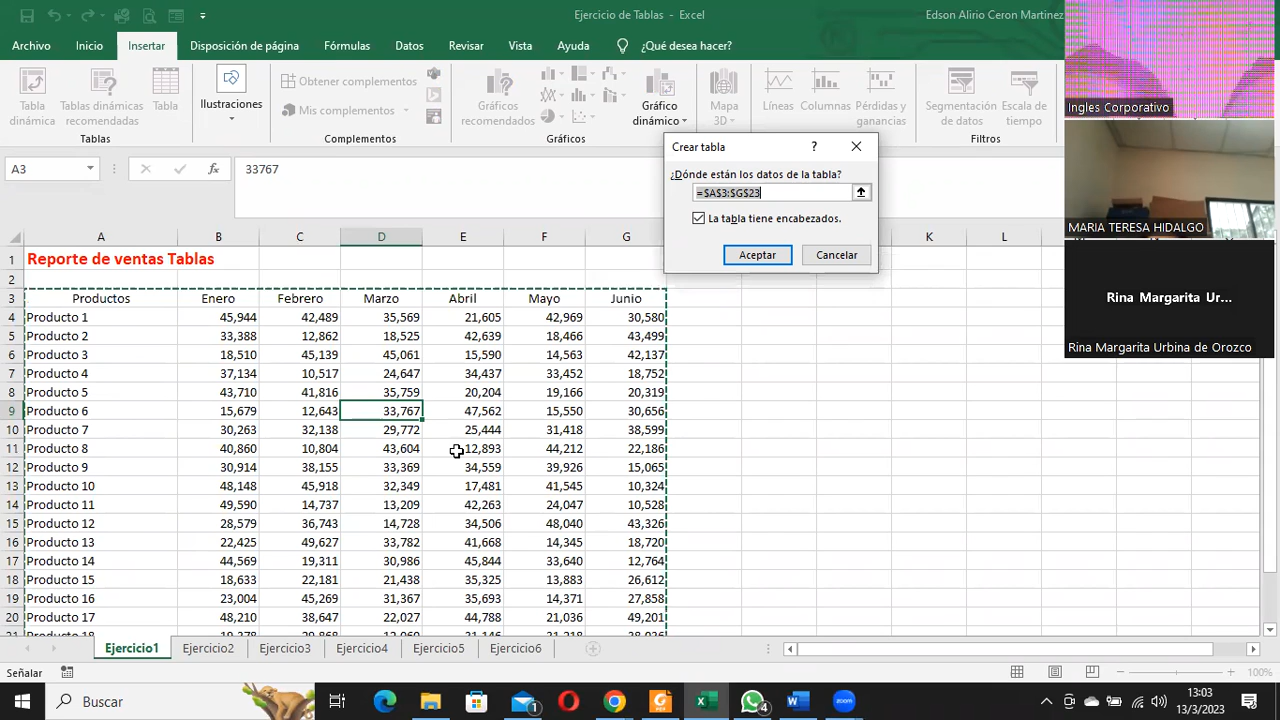 Ejercicio de Tablas - Excel
Edson Alirio Ceron Martinez
Archivo Inicio Insertar Disposición de página Fórmulas Datos Revisar Vista Ayuda ¿Qué desea hacer?
Tabla dinámica
Tablas dinámicas recomendadas
Tabla
Tablas
Ilustraciones
Obtener complementos
Mis complementos
Complementos
Gráficos recomendados
Gráfico dinámico
Gráficos
Mapa 3D
Paseos
Líneas
Columnas
Pérdidas y ganancias
Segmentación de datos
Escala de tiempo
Filtros
Ingles Corporativo
MARIA TERESA HIDALGO
Rina Margarita Ur...
Rina Margarita Urbina de Orozco
A3 fx 33767
Crear tabla ?
¿Dónde están los datos de la tabla?
=$A$3:$G$23
La tabla tiene encabezados.
Aceptar Cancelar
A B C D E F G K L
1 Reporte de ventas Tablas
2
3 Productos Enero Febrero Marzo Abril Mayo Junio
4 Producto 1 45,944 42,489 35,569 21,605 42,969 30,580
5 Producto 2 33,388 12,862 18,525 42,639 18,466 43,499
6 Producto 3 18,510 45,139 45,061 15,590 14,563 42,137
7 Producto 4 37,134 10,517 24,647 34,437 33,452 18,752
8 Producto 5 43,710 41,816 35,759 20,204 19,166 20,319
9 Producto 6 15,679 12,643 33,767 47,562 15,550 30,656
10 Producto 7 30,263 32,138 29,772 25,444 31,418 38,599
11 Producto 8 40,860 10,804 43,604 12,893 44,212 22,186
12 Producto 9 30,914 38,155 33,369 34,559 39,926 15,065
13 Producto 10 48,148 45,918 32,349 17,481 41,545 10,324
14 Producto 11 49,590 14,737 13,209 42,263 24,047 10,528
15 Producto 12 28,579 36,743 14,728 34,506 48,040 43,326
16 Producto 13 22,425 49,627 33,782 41,668 14,345 18,720
17 Producto 14 44,569 19,311 30,986 45,844 33,640 12,764
18 Producto 15 18,633 22,181 21,438 35,325 13,883 26,612
19 Producto 16 23,004 45,269 31,367 35,693 14,371 27,858
20 Producto 17 48,210 38,647 22,027 44,788 21,036 49,201
Ejercicio1 Ejercicio2 Ejercicio3 Ejercicio4 Ejercicio5 Ejercicio6
Señalar
100%
Buscar
1
4
zoom
13:03
13/3/2023